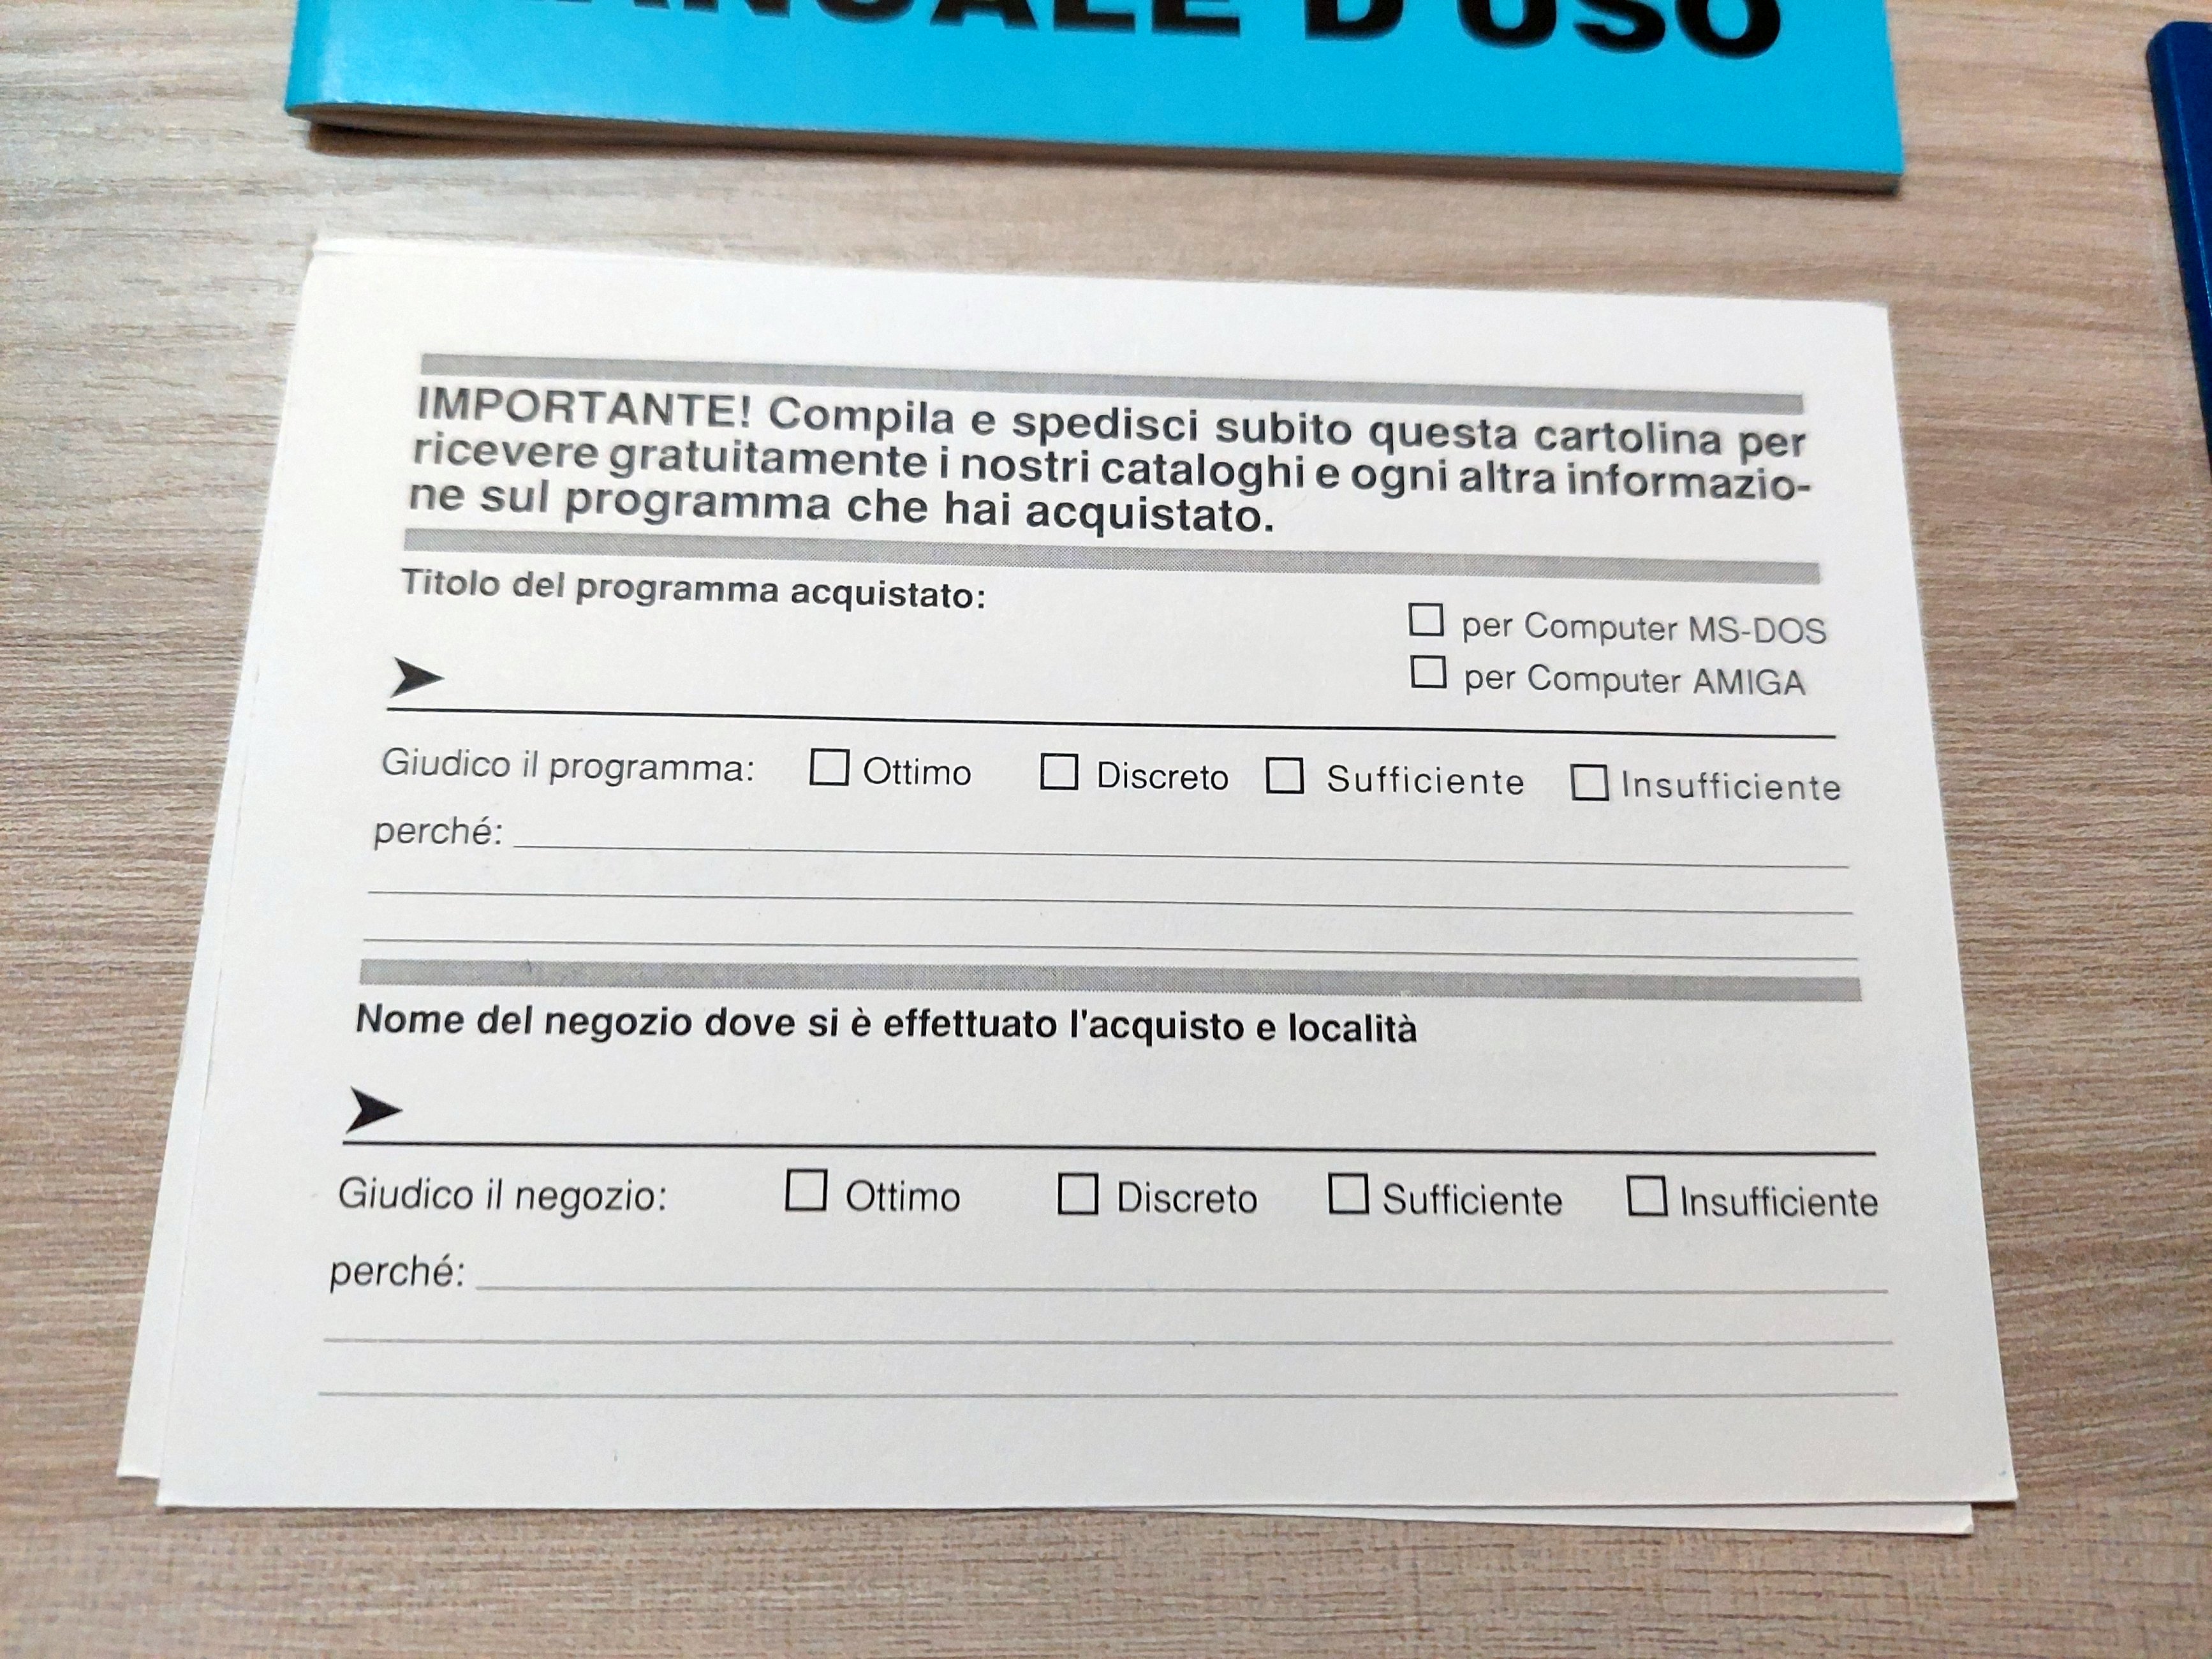 MANUALE D'USO
IMPORTANTE! Compila e spedisci subito questa cartolina per
ricevere gratuitamente i nostri cataloghi e ogni altra informazio-
ne sul programma che hai acquistato.
Titolo del programma acquistato:
per Computer MS-DOS
per Computer AMIGA
Giudico il programma: Ottimo Discreto Sufficiente Insufficiente
perché:
Nome del negozio dove si è effettuato l'acquisto e località
Giudico il negozio: Ottimo Discreto Sufficiente Insufficiente
perché: